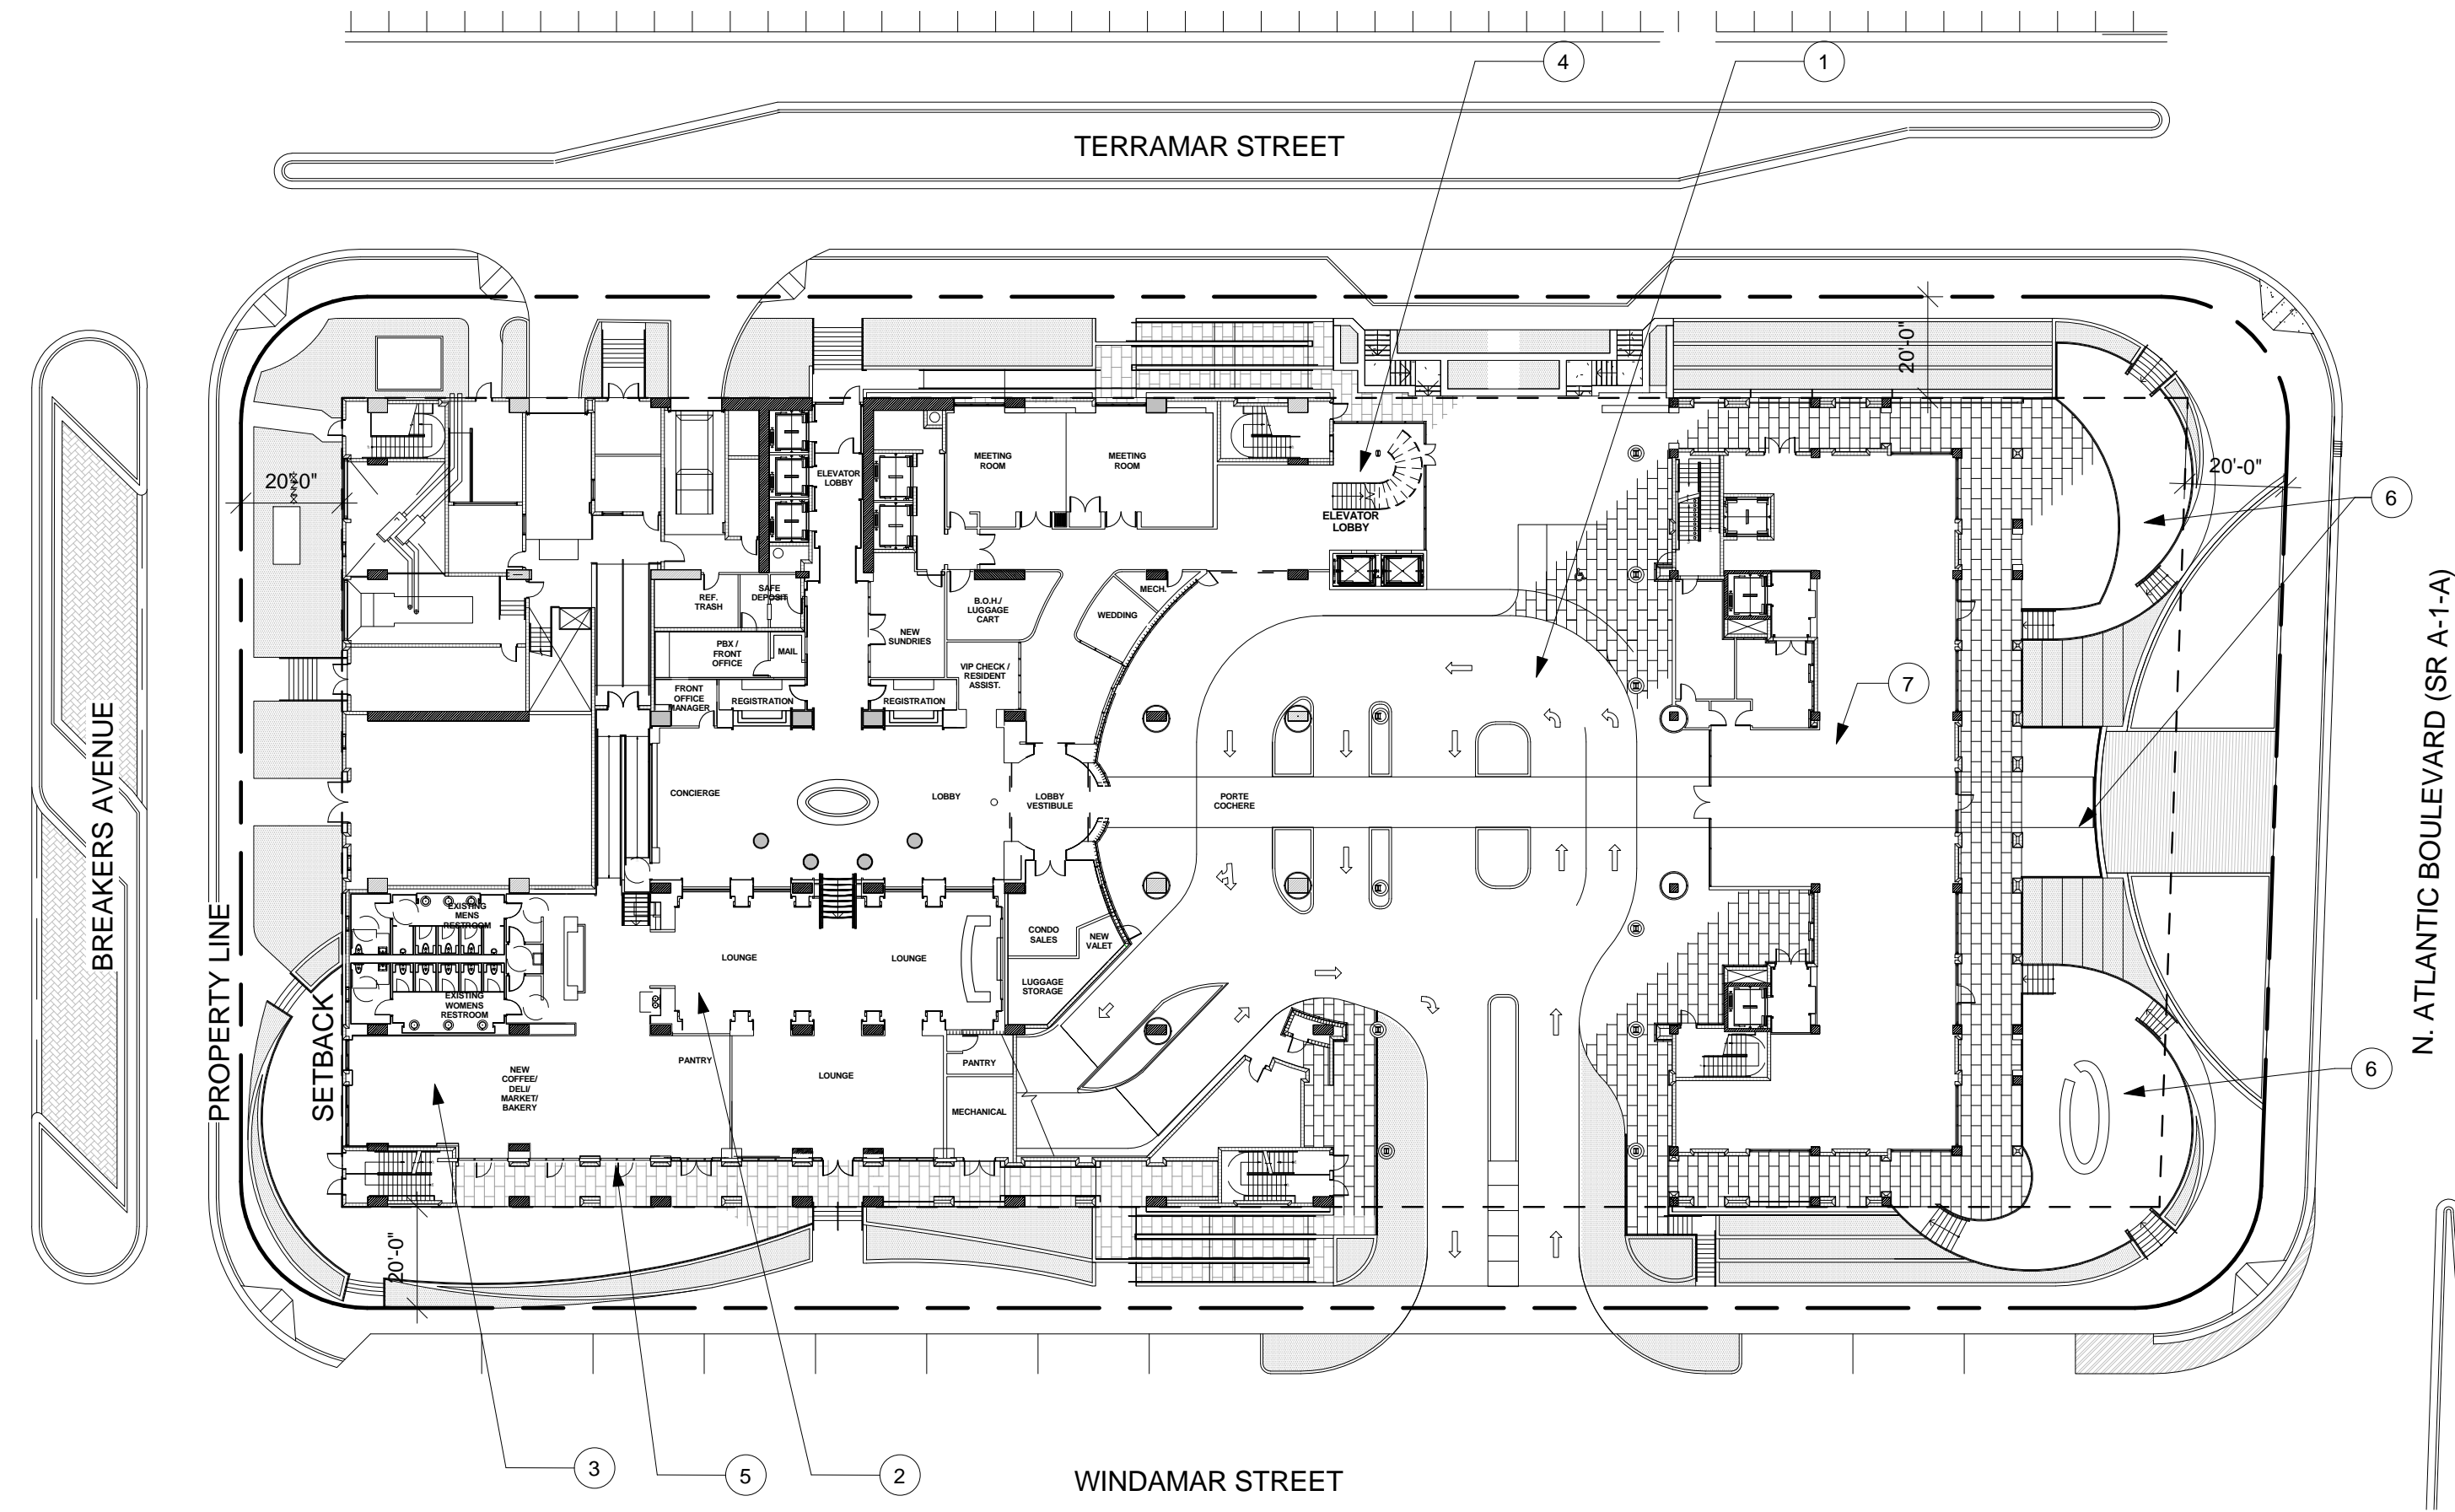 4
1
TERRAMAR STREET
20'-0"
20'-0"
20'-0"
6
ELEVATOR
LOBBY
MEETING
ROOM
MEETING
ROOM
ELEVATOR
LOBBY
REF.
TRASH
SAFE
DEPOSIT
B.O.H./
LUGGAGE
CART
MECH.
WEDDING
NEW
SUNDRIES
PBX /
FRONT
OFFICE
MAIL
VIP CHECK /
RESIDENT
ASSIST.
FRONT
OFFICE
MANAGER
REGISTRATION
REGISTRATION
7
CONCIERGE
LOBBY
LOBBY
VESTIBULE
PORTE
COCHERE
BREAKERS AVENUE
PROPERTY LINE
SETBACK
N. ATLANTIC BOULEVARD (SR A-1-A)
EXISTING
MENS
RESTROOM
EXISTING
WOMENS
RESTROOM
LOUNGE
LOUNGE
CONDO
SALES
NEW
VALET
LUGGAGE
STORAGE
NEW
COFFEE/
DELI/
MARKET/
BAKERY
PANTRY
LOUNGE
PANTRY
MECHANICAL
6
20'-0"
3
5
2
WINDAMAR STREET